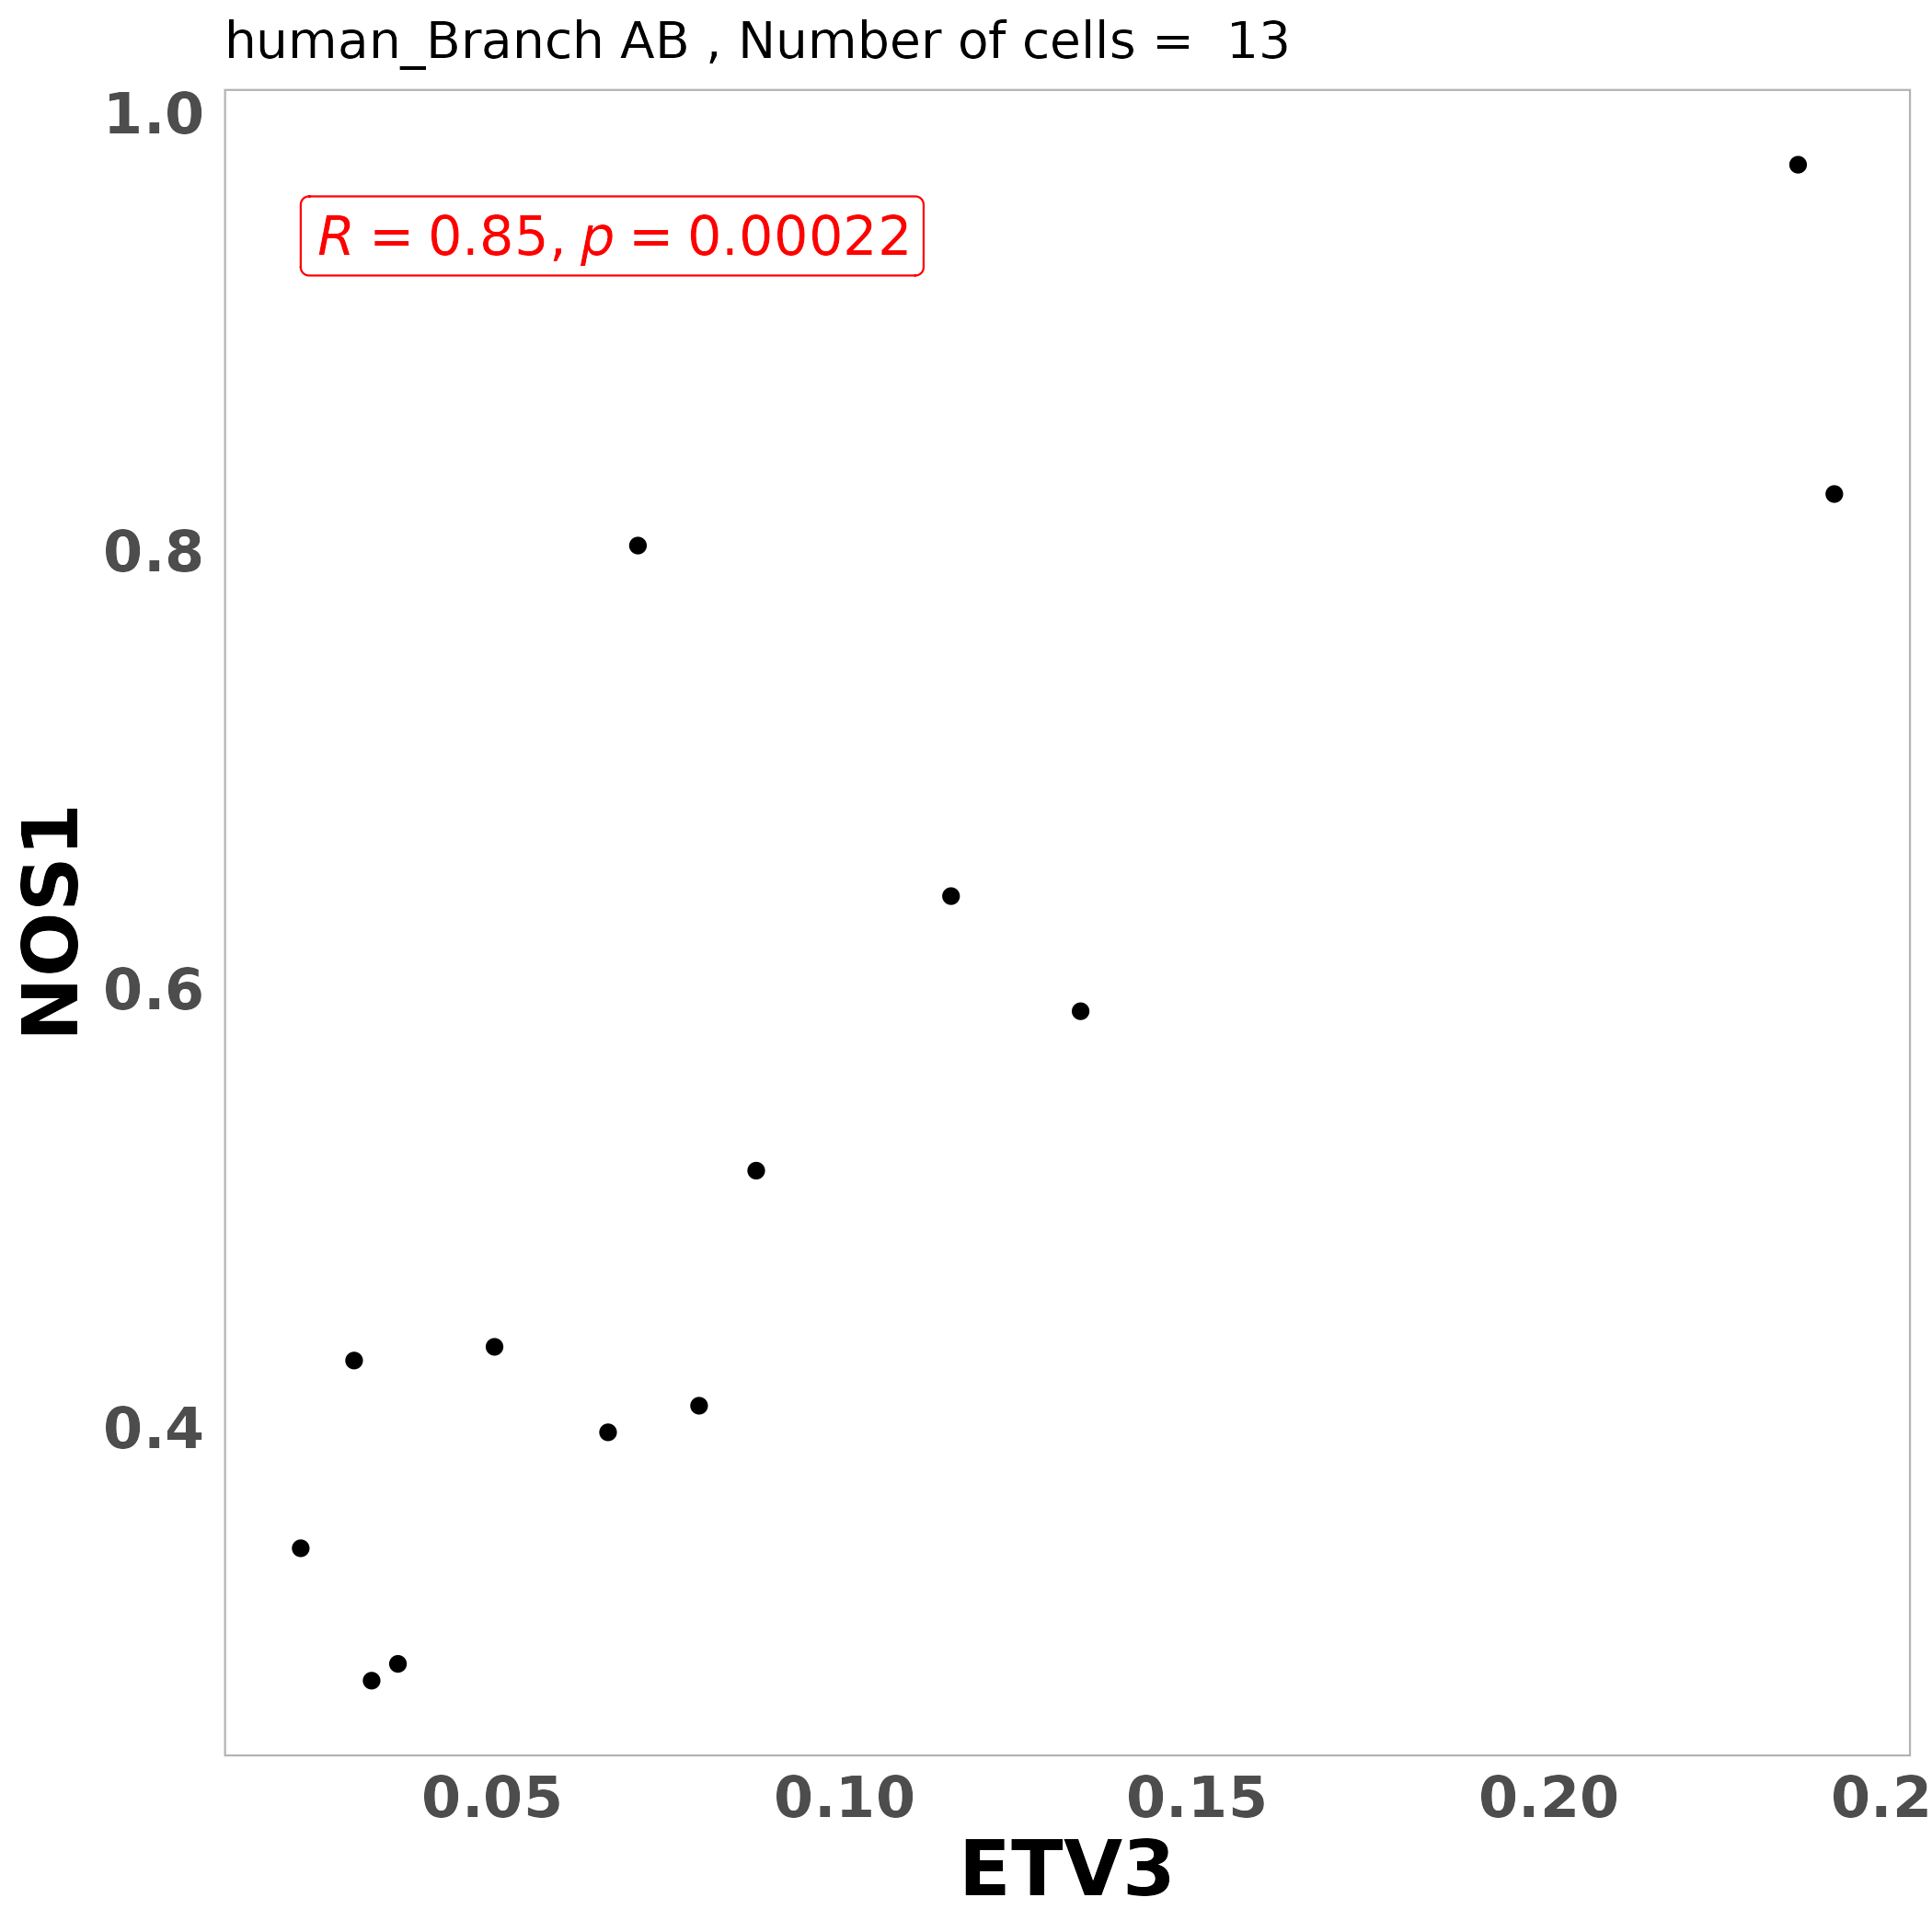 human_Branch AB , Number of cells =  13
1.0
R = 0.85, p = 0.00022
0.8
0.6
0.4
NOS1
0.05 0.10 0.15 0.20 0.2
ETV3